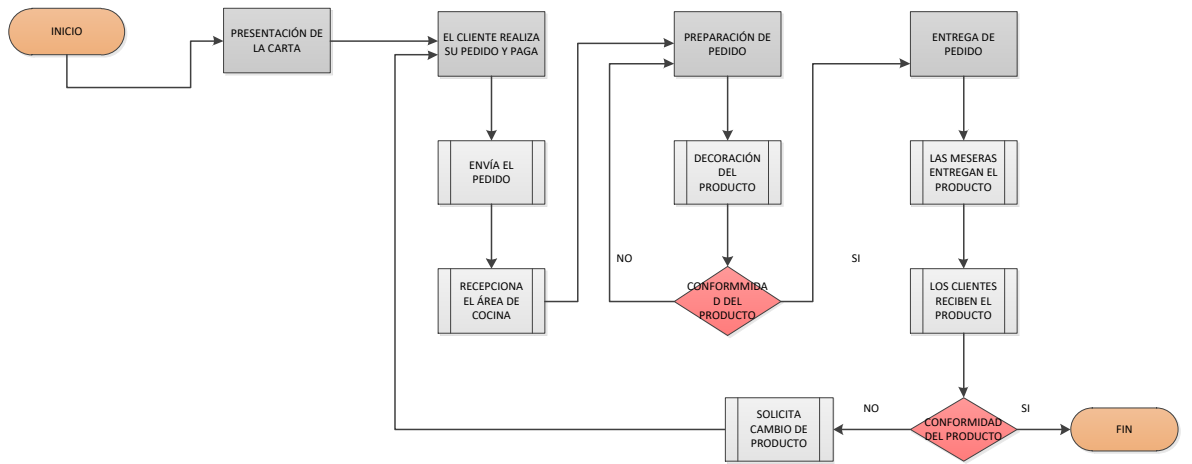 INICIO
PRESENTACIÓN DE
LA CARTA
EL CLIENTE REALIZA
SU PEDIDO Y PAGA
PREPARACIÓN DE
PEDIDO
ENTREGA DE
PEDIDO
ENVÍA EL
PEDIDO
DECORACIÓN
DEL
PRODUCTO
LAS MESERAS
ENTREGAN EL
PRODUCTO
NO
SI
RECEPCIONA
EL ÁREA DE
COCINA
CONFORMMIDA
D DEL
PRODUCTO
LOS CLIENTES
RECIBEN EL
PRODUCTO
SOLICITA
CAMBIO DE
PRODUCTO
NO
CONFORMIDAD
DEL PRODUCTO
SI
FIN